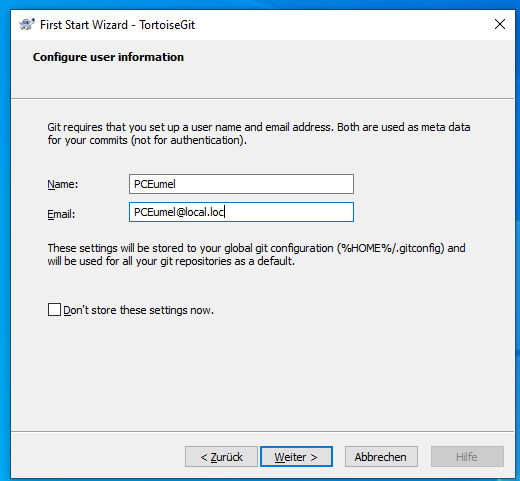 First Start Wizard - TortoiseGit
Configure user information
Git requires that you set up a user name and email address. Both are used as meta data
for your commits (not for authentication).
Name: PCEumel
Email: PCEumel@local.loc
These settings will be stored to your global git configuration (%HOME%/.gitconfig) and
will be used for all your git repositories as a default.
Don't store these settings now.
< Zurück Weiter > Abbrechen Hilfe